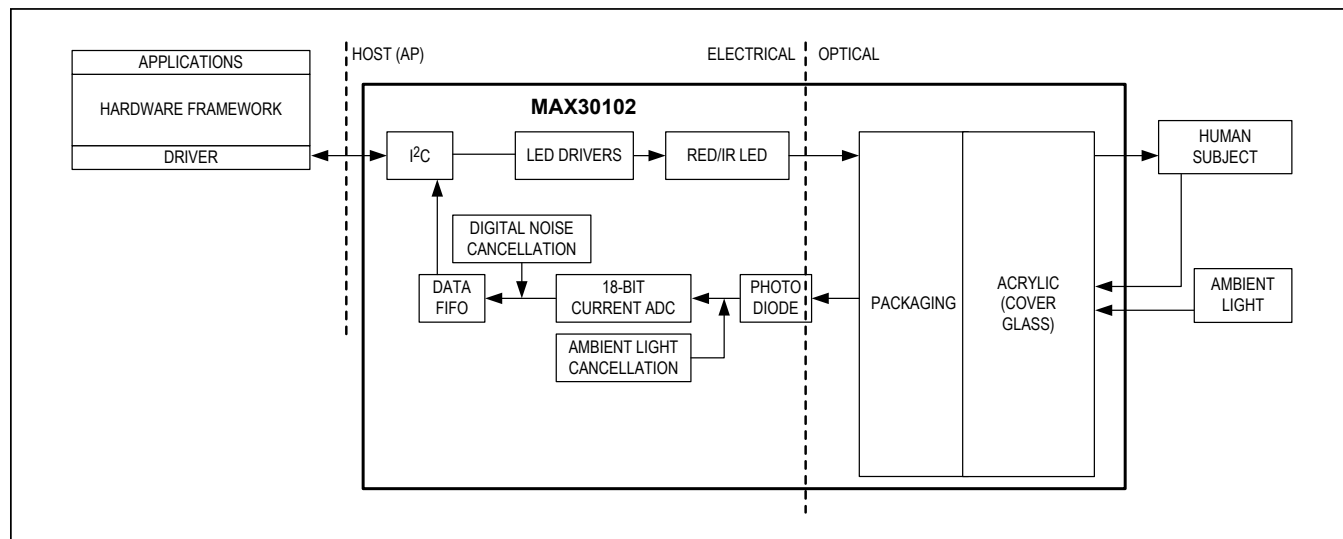 HOST (AP)
ELECTRICAL
OPTICAL
APPLICATIONS
HARDWARE FRAMEWORK
DRIVER
MAX30102
I²C
LED DRIVERS
RED/IR LED
HUMAN
SUBJECT
DIGITAL NOISE
CANCELLATION
DATA
FIFO
18-BIT
CURRENT ADC
PHOTO
DIODE
AMBIENT LIGHT
CANCELLATION
PACKAGING
ACRYLIC
(COVER
GLASS)
AMBIENT
LIGHT